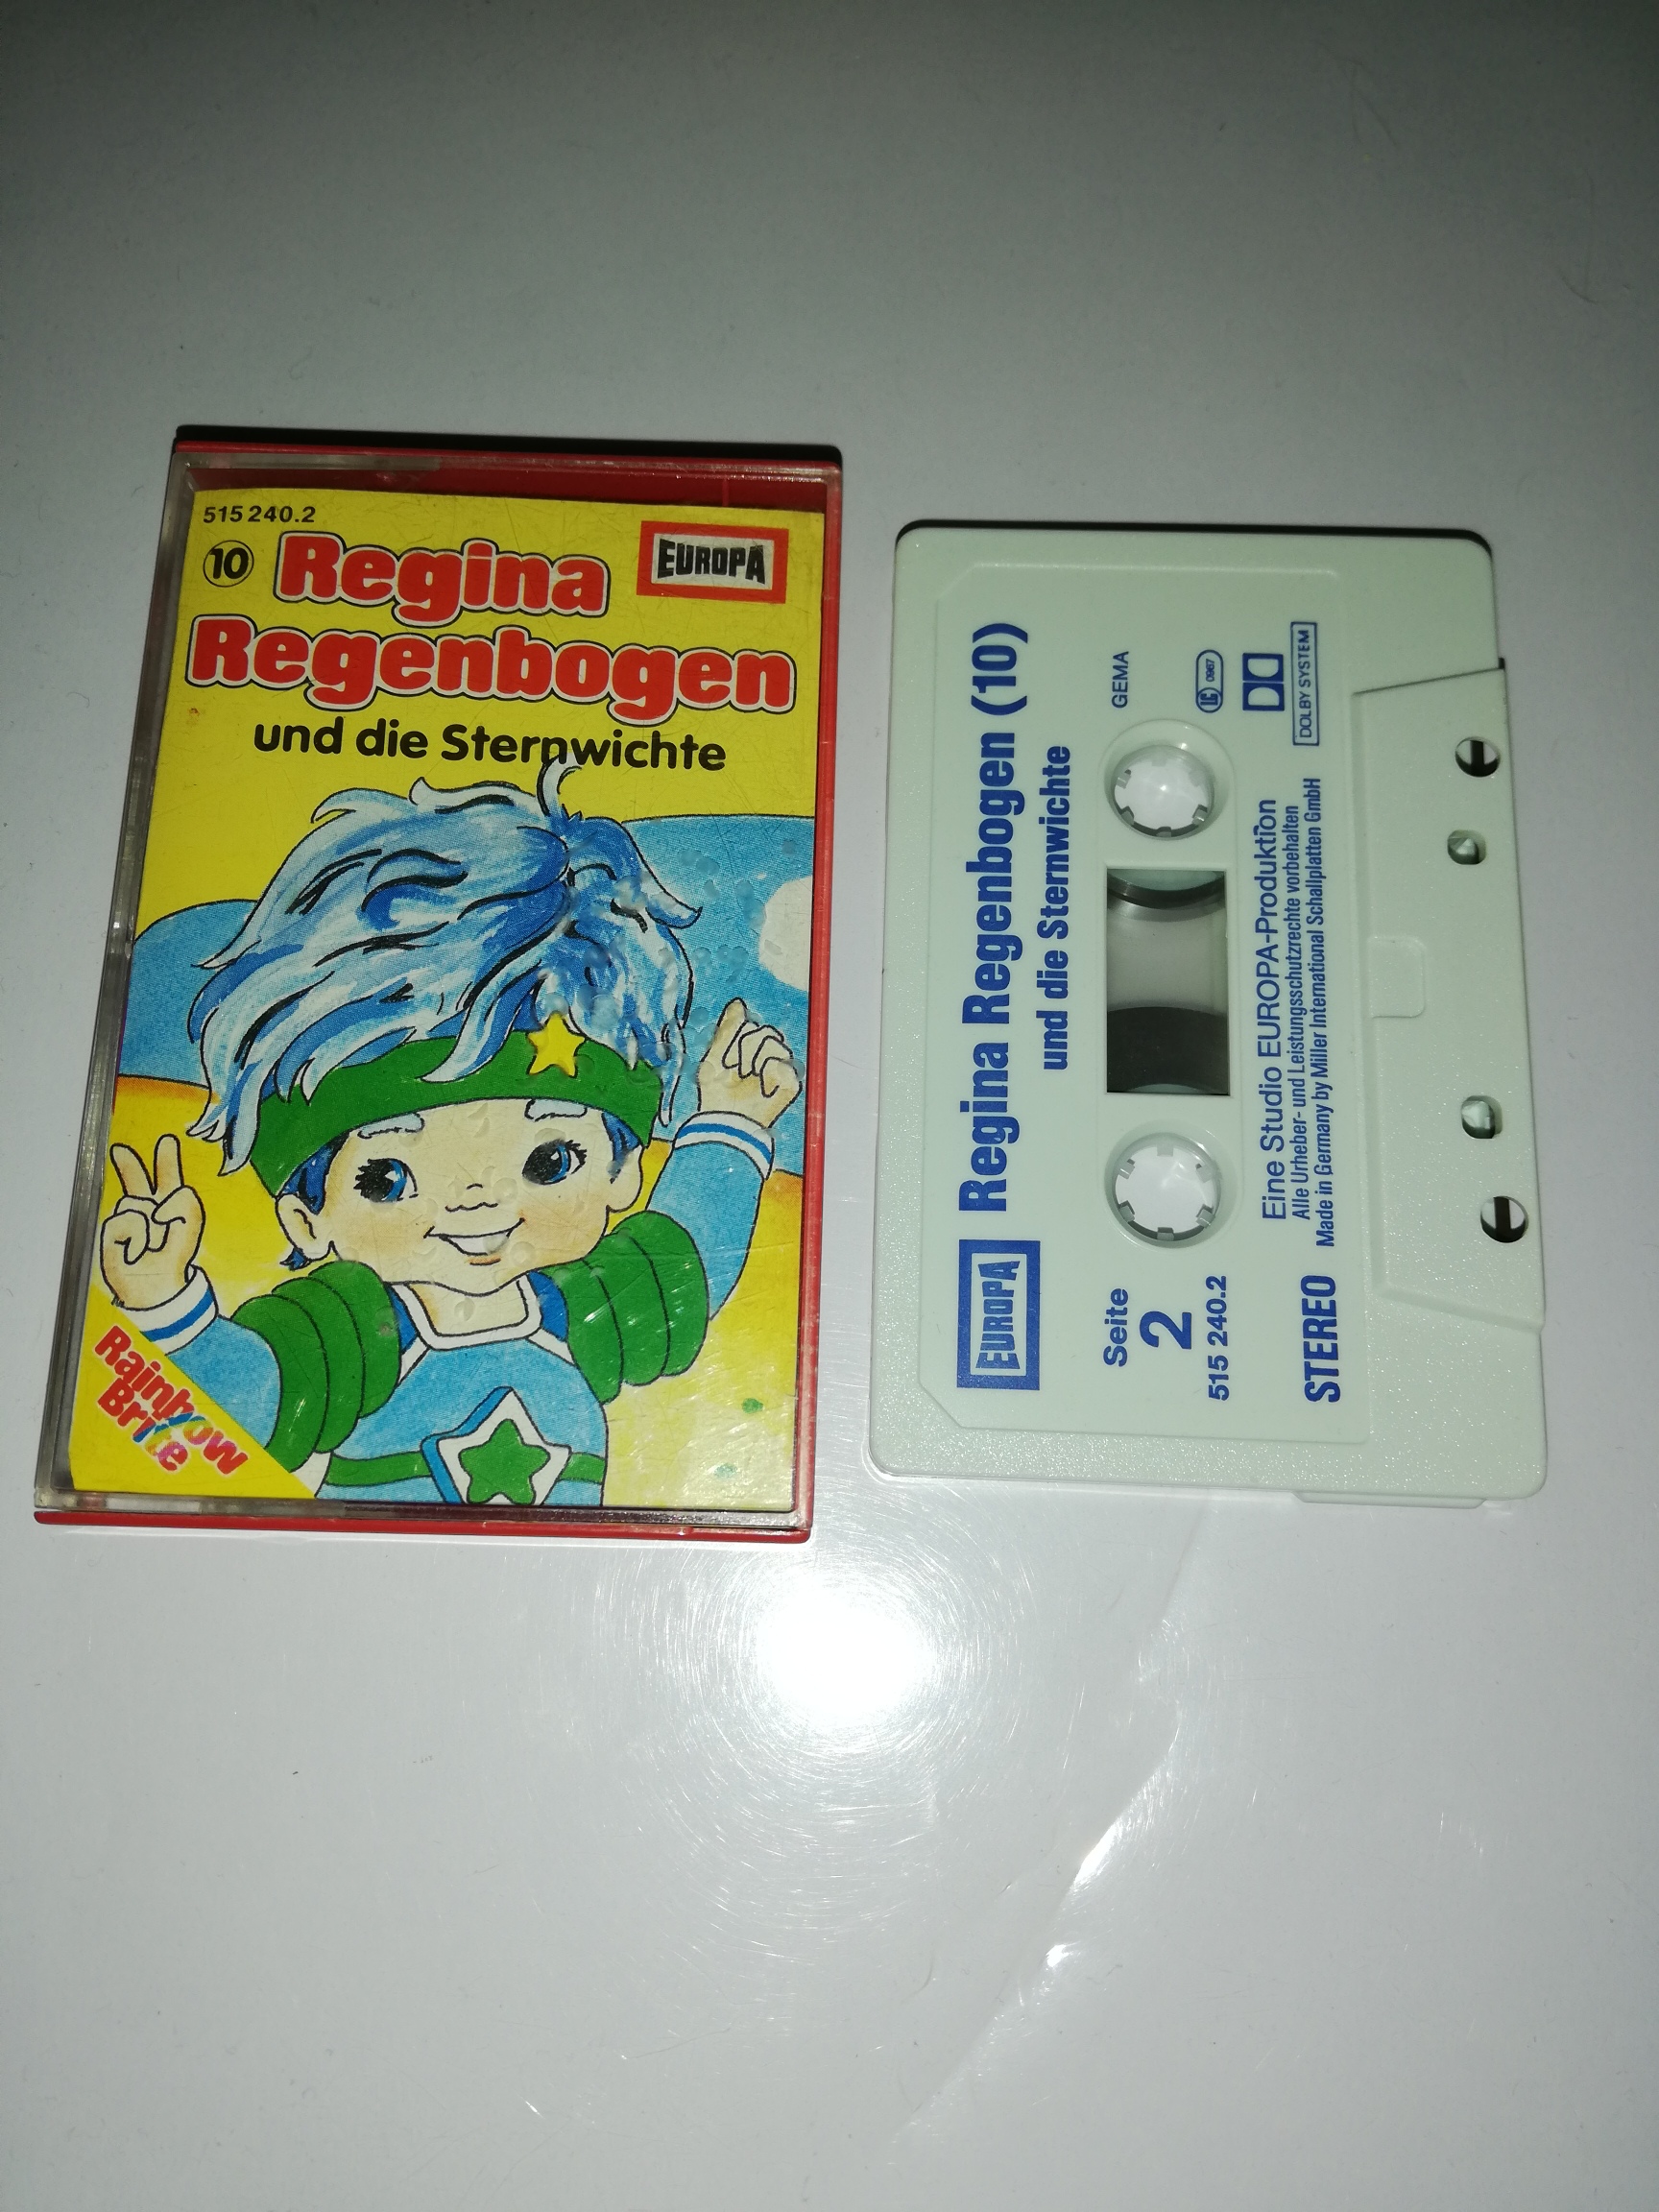 515 240.2
10 Regina
EUROPA
Regenbogen
und die Sternwichte
Rainbow
Brite
EUROPA
Regina Regenbogen (10)
und die Sternwichte
Seite
2
515 240.2
GEMA
LC 0967
DOLBY SYSTEM
STEREO
Eine Studio EUROPA-Produktion
Alle Urheber- und Leistungsschutzrechte vorbehalten
Made in Germany by Miller International Schallplatten GmbH